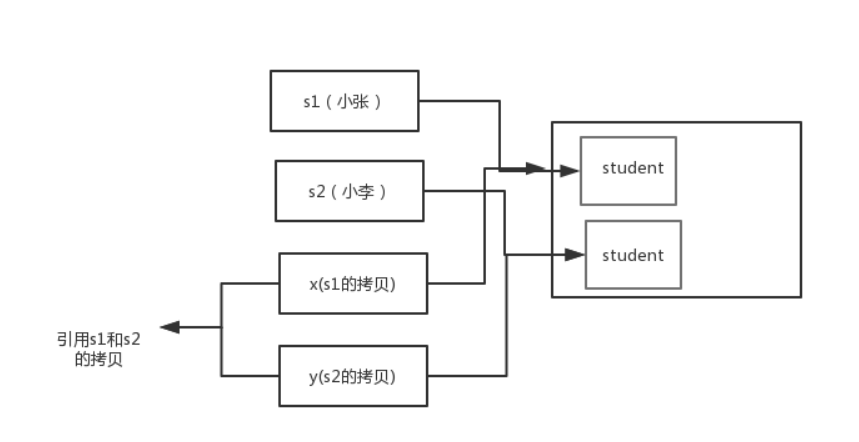 s1（小张）
student
s2（小李）
student
x(s1的拷贝)
引用s1和s2
的拷贝
y(s2的拷贝)